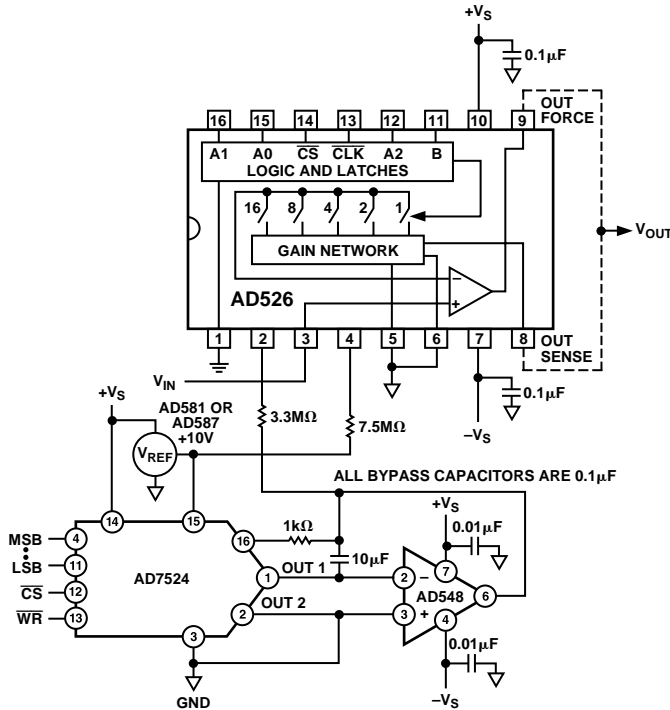 +VS
0.1µF
OUT
FORCE
16 15 14 13 12 11 10 9
A1 A0 CS CLK A2 B
LOGIC AND LATCHES
16 8 4 2 1
GAIN NETWORK
VOUT
−
+
AD526
1 2 3 4 5 6 7 8
OUT
SENSE
VIN
0.1µF
+VS
AD581 OR
AD587
+10V
3.3MΩ
7.5MΩ
−VS
VREF
ALL BYPASS CAPACITORS ARE 0.1µF
+VS
14 15
16
1kΩ
0.01µF
MSB 4
LSB 11
CS 12
WR 13
AD7524
10µF
1 OUT 1
2 OUT 2
3
2 −
3 +
7
AD548
6
4
0.01µF
GND
−VS